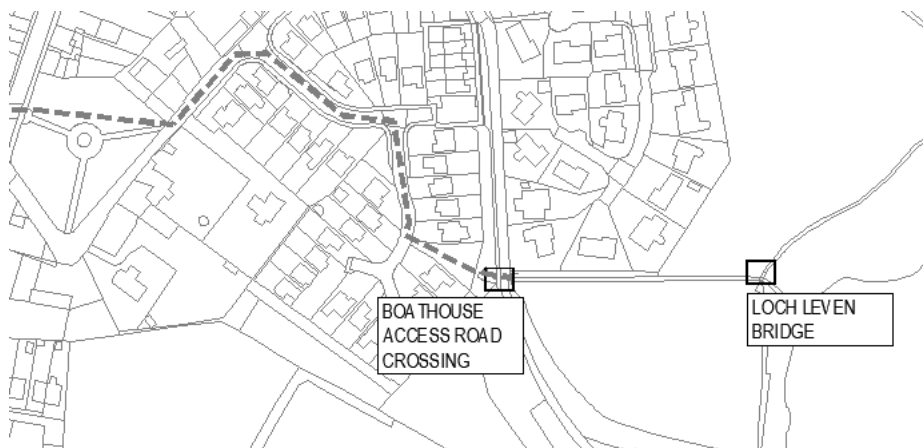 BOATHOUSE
ACCESS ROAD
CROSSING
LOCH LEVEN
BRIDGE